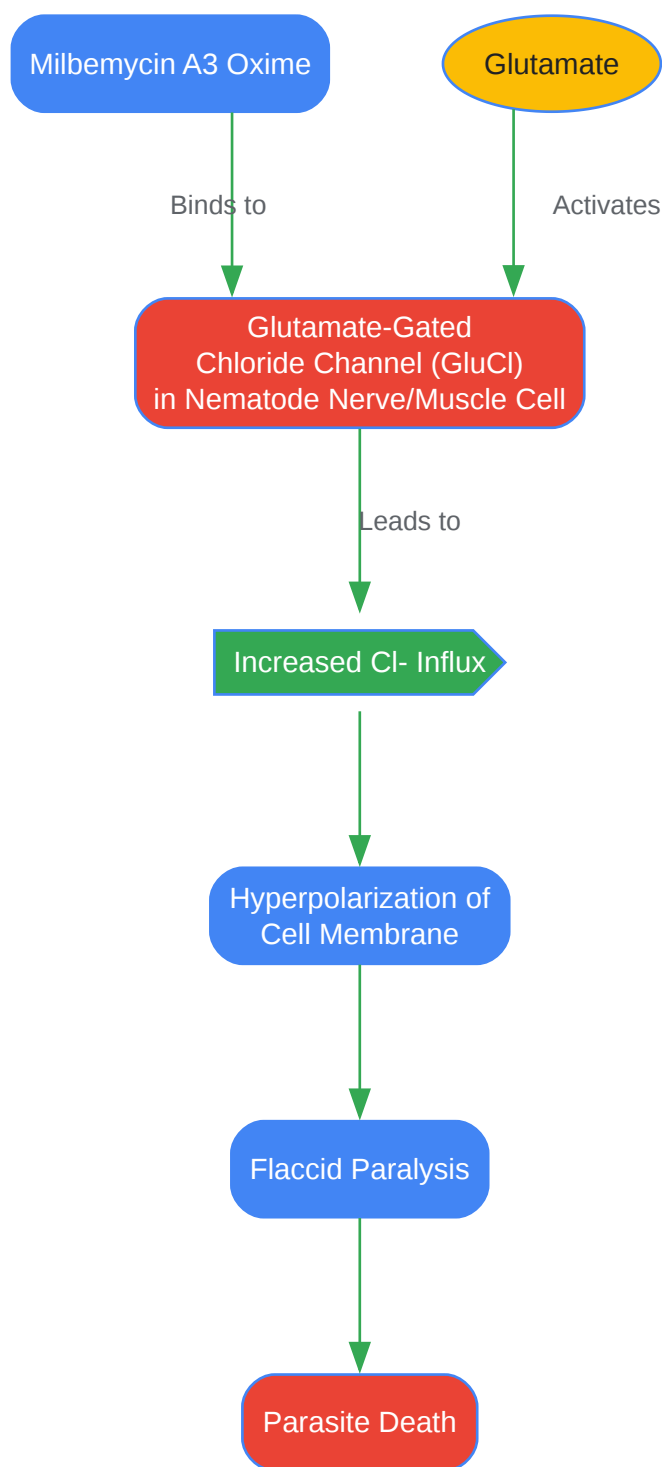 Milbemycin A3 Oxime
Glutamate
Binds to
Activates
Glutamate-Gated
Chloride Channel (GluCl)
in Nematode Nerve/Muscle Cell
Leads to
Increased Cl- Influx
Hyperpolarization of
Cell Membrane
Flaccid Paralysis
Parasite Death